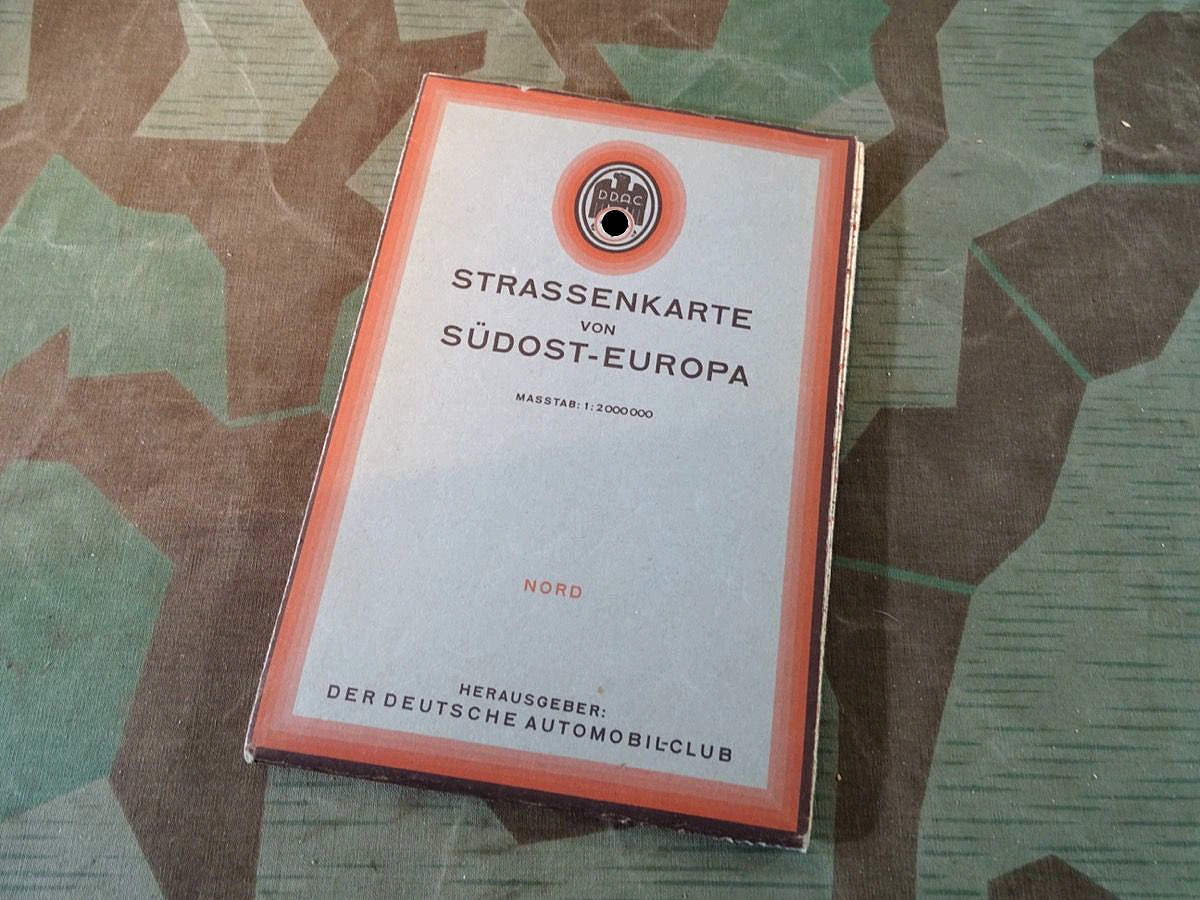 DDAC
STRASSENKARTE
VON
SÜDOST-EUROPA
MASSTAB: 1:2000000
NORD
HERAUSGEBER:
DER DEUTSCHE AUTOMOBIL-CLUB